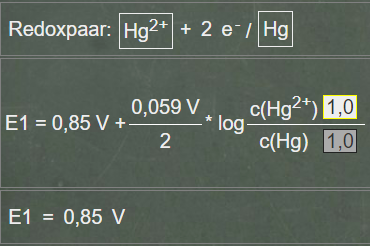 Redoxpaar: Hg²⁺ + 2 e⁻ / Hg
E1 = 0,85 V + 0,059 V / 2 * log c(Hg²⁺) 1,0 / c(Hg) 1,0
E1 = 0,85 V